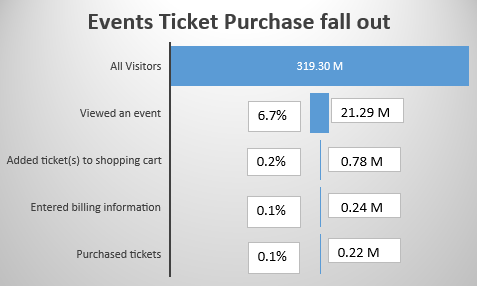 Events Ticket Purchase fall out
All Visitors
319.30 M
Viewed an event
6.7%
21.29 M
Added ticket(s) to shopping cart
0.2%
0.78 M
Entered billing information
0.1%
0.24 M
Purchased tickets
0.1%
0.22 M